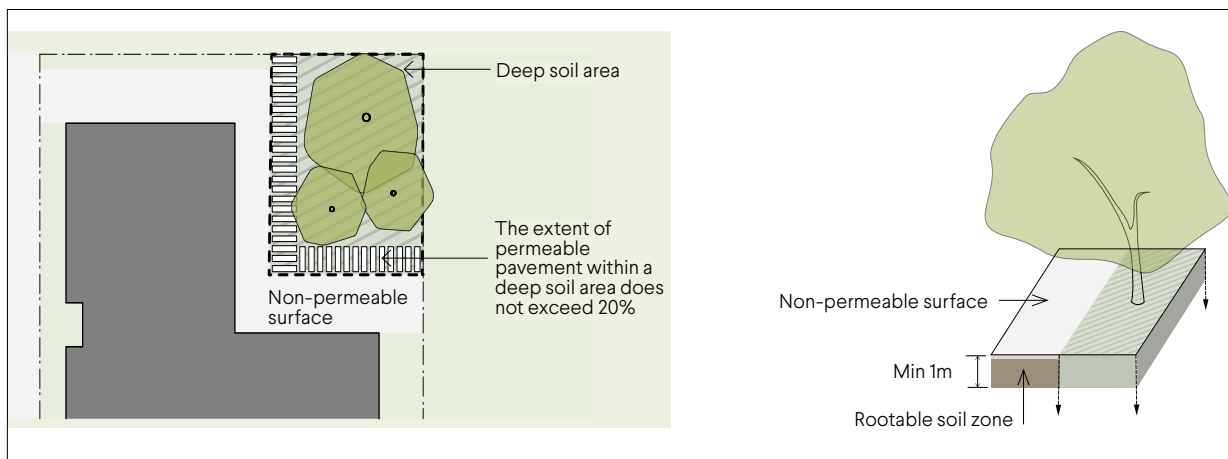 Deep soil area
The extent of
permeable
pavement within a
deep soil area does
not exceed 20%
Non-permeable
surface
Non-permeable surface
Min 1m
Rootable soil zone